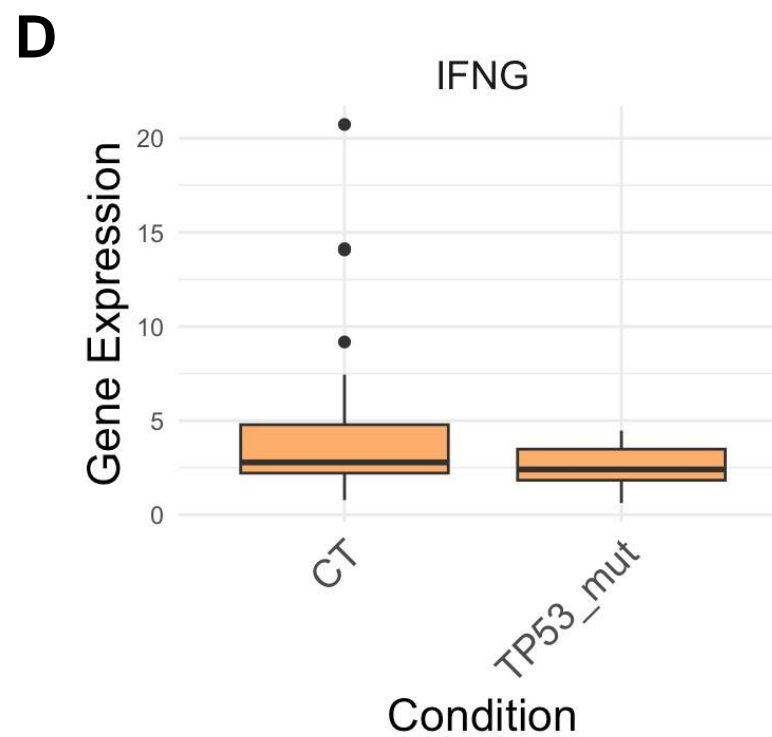 D
IFNG
Gene Expression
20
15
10
5
0
CT
TP53_mut
Condition